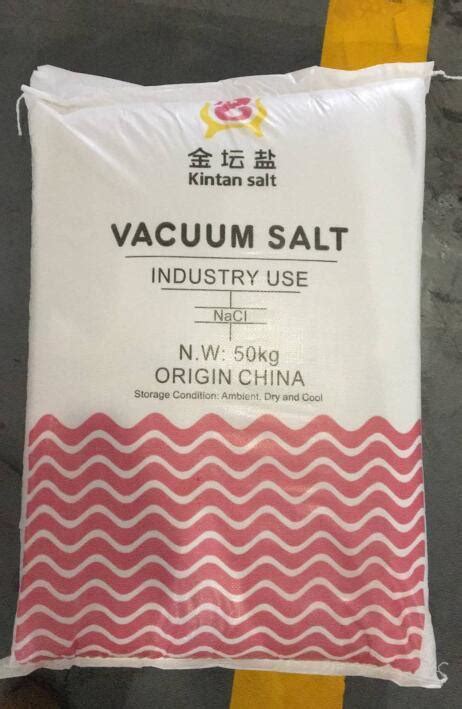 金坛盐
Kintan salt
VACUUM SALT
INDUSTRY USE
NaCl
N.W: 50kg
ORIGIN CHINA
Storage Condition: Ambient, Dry and Cool